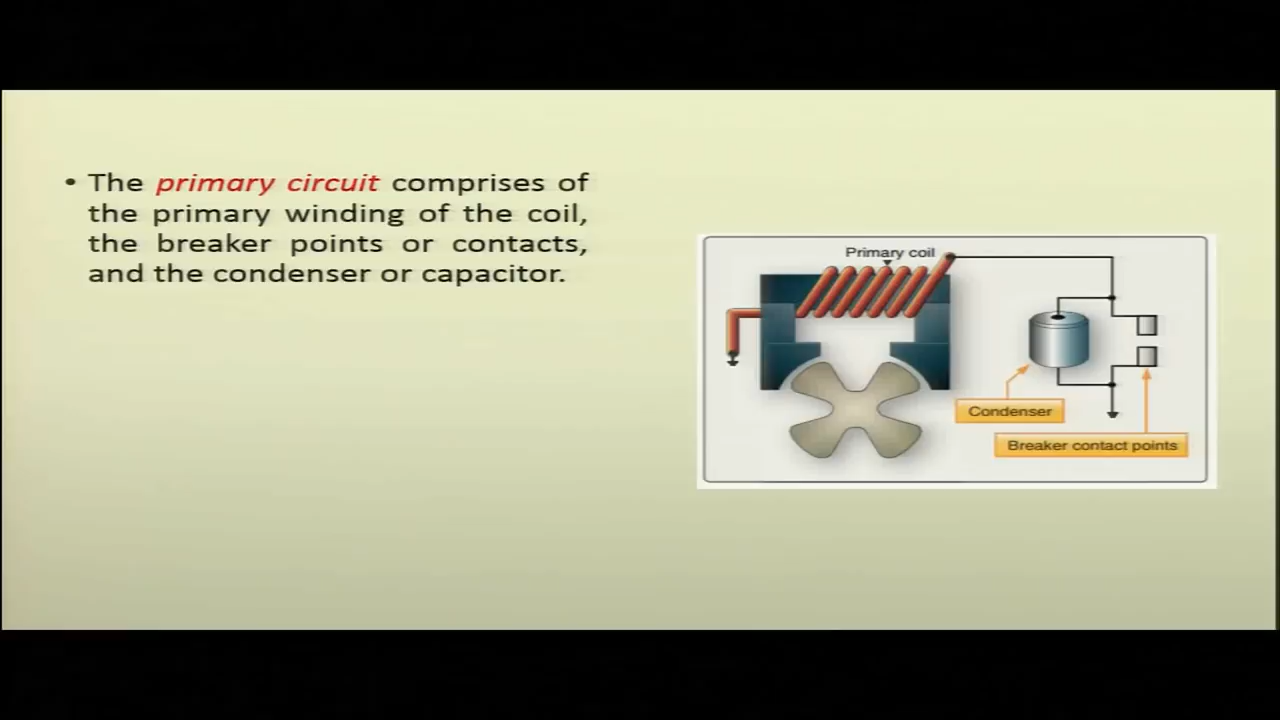 • The primary circuit comprises of
the primary winding of the coil,
the breaker points or contacts,
and the condenser or capacitor.
Primary coil
Condenser
Breaker contact points